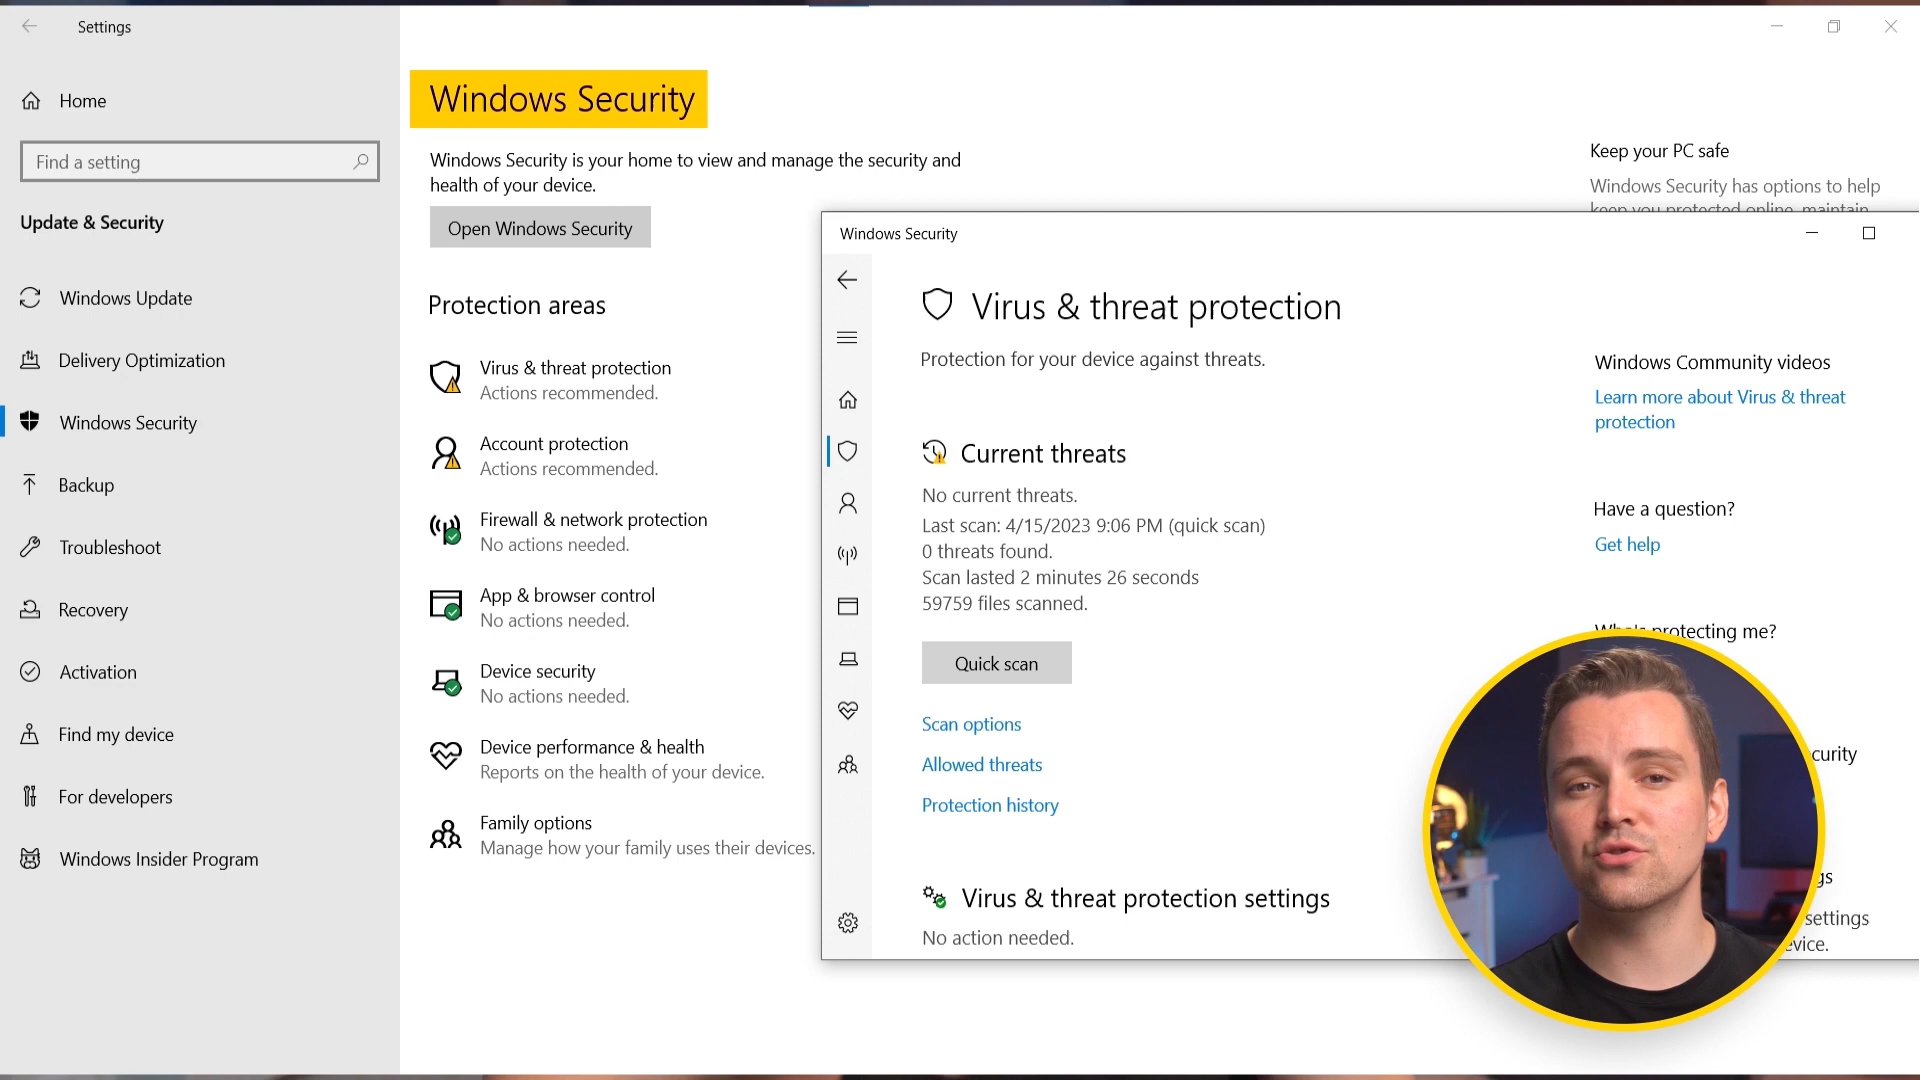 Settings
Home
Find a setting
Update & Security
Windows Update
Delivery Optimization
Windows Security
Backup
Troubleshoot
Recovery
Activation
Find my device
For developers
Windows Insider Program
Windows Security
Windows Security is your home to view and manage the security and
health of your device.
Open Windows Security
Protection areas
Virus & threat protection
Actions recommended.
Account protection
Actions recommended.
Firewall & network protection
No actions needed.
App & browser control
No actions needed.
Device security
No actions needed.
Device performance & health
Reports on the health of your device.
Family options
Manage how your family uses their devices.
Keep your PC safe
Windows Security has options to help
keep you protected online, maintain
Windows Security
Virus & threat protection
Protection for your device against threats.
Current threats
No current threats.
Last scan: 4/15/2023 9:06 PM (quick scan)
0 threats found.
Scan lasted 2 minutes 26 seconds
59759 files scanned.
Quick scan
Scan options
Allowed threats
Protection history
Virus & threat protection settings
No action needed.
Windows Community videos
Learn more about Virus & threat
protection
Have a question?
Get help
Who's protecting me?
settings